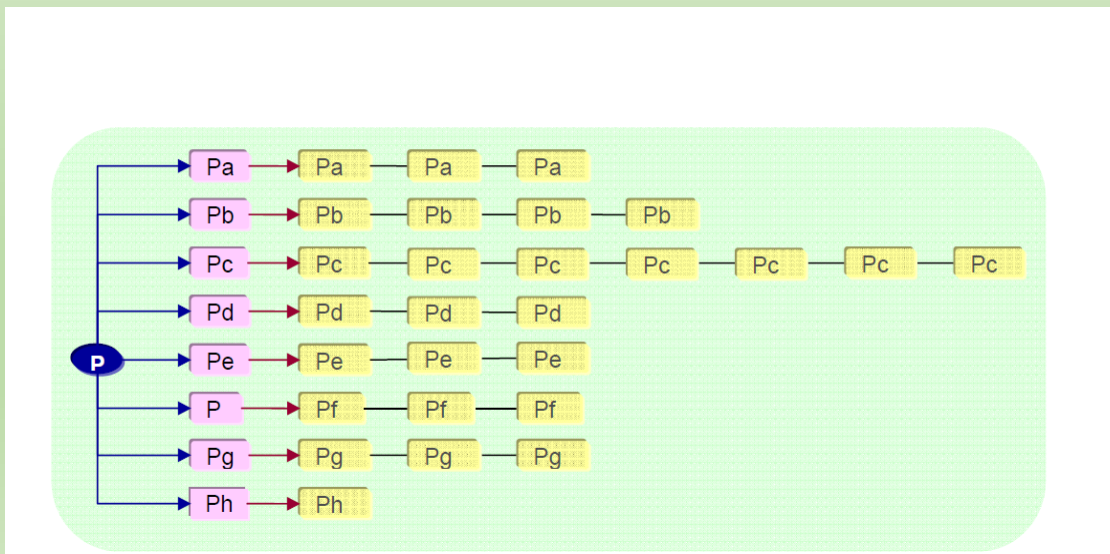 Pa Pa Pa Pa
Pb Pb Pb Pb Pb
Pc Pc Pc Pc Pc Pc Pc Pc
Pd Pd Pd Pd
P
Pe Pe Pe Pe
P Pf Pf Pf
Pg Pg Pg Pg
Ph Ph